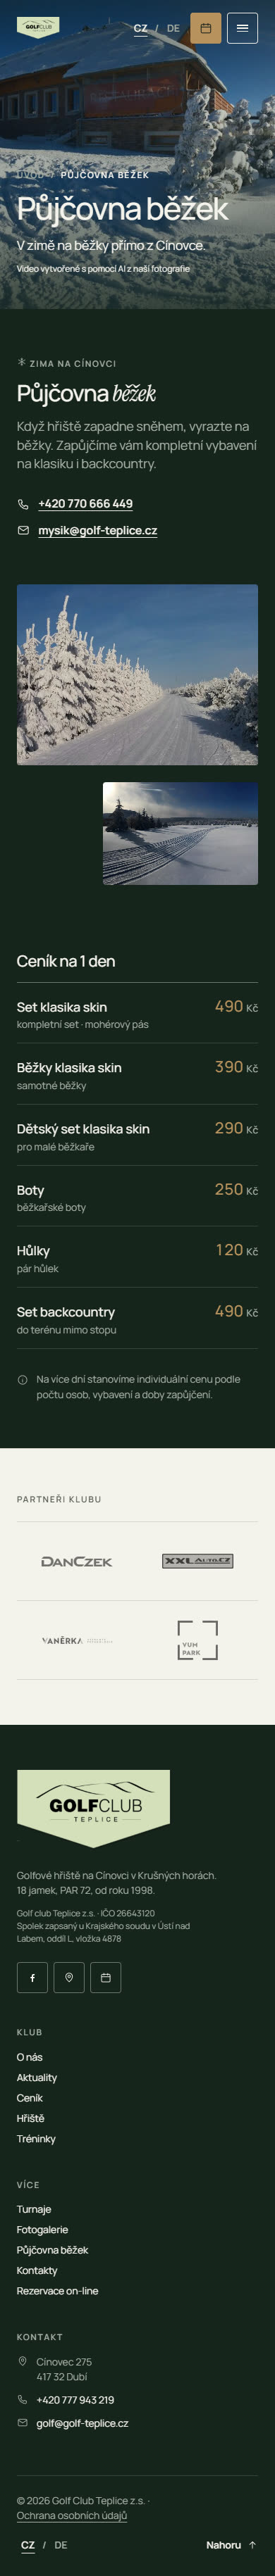 GOLFCLUB
TEPLICE
CZ / DE
ÚVOD / PŮJČOVNA BĚŽEK
Půjčovna běžek
V zimě na běžky přímo z Cínovce.
Video vytvořené s pomocí AI z naší fotografie
ZIMA NA CÍNOVCI
Půjčovna běžek
Když hřiště zapadne sněhem, vyrazte na
běžky. Zapůjčíme vám kompletní vybavení
na klasiku i backcountry.
+420 770 666 449
mysik@golf-teplice.cz
Ceník na 1 den
Set klasika skin 490 Kč
kompletní set · mohérový pás
Běžky klasika skin 390 Kč
samotné běžky
Dětský set klasika skin 290 Kč
pro malé běžkaře
Boty 250 Kč
běžkařské boty
Hůlky 120 Kč
pár hůlek
Set backcountry 490 Kč
do terénu mimo stopu
Na více dní stanovíme individuální cenu podle
počtu osob, vybavení a doby zapůjčení.
PARTNEŘI KLUBU
DANCZEK
XXL AUTO.CZ
VANĚRKA
VUM
PARK
GOLFCLUB
TEPLICE
Golfové hřiště na Cínovci v Krušných horách.
18 jamek, PAR 72, od roku 1998.
Golf club Teplice z.s. · IČO 26643120
Spolek zapsaný u Krajského soudu v Ústí nad
Labem, oddíl L, vložka 4878
KLUB
O nás
Aktuality
Ceník
Hřiště
Tréninky
VÍCE
Turnaje
Fotogalerie
Půjčovna běžek
Kontakty
Rezervace on-line
KONTAKT
Cínovec 275
417 32 Dubí
+420 777 943 219
golf@golf-teplice.cz
© 2026 Golf Club Teplice z.s. ·
Ochrana osobních údajů
CZ / DE
Nahoru